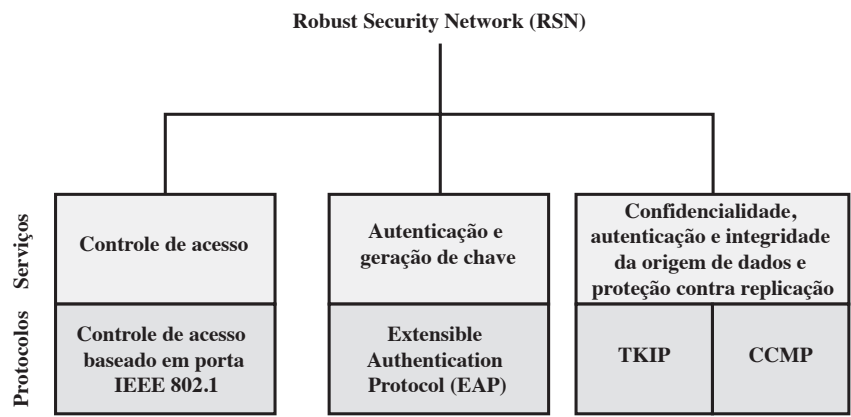 Robust Security Network (RSN)
Serviços
Controle de acesso
Autenticação e
geração de chave
Confidencialidade,
autenticação e integridade
da origem de dados e
proteção contra replicação
Protocolos
Controle de acesso
baseado em porta
IEEE 802.1
Extensible
Authentication
Protocol (EAP)
TKIP
CCMP